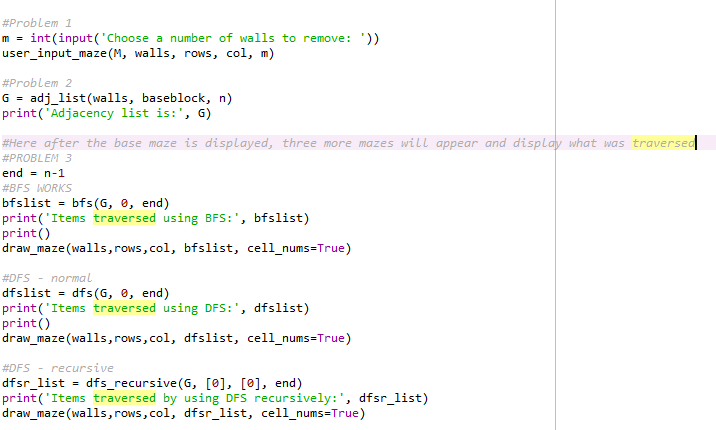 #Problem 1
m = int(input('Choose a number of walls to remove: '))
user_input_maze(M, walls, rows, col, m)
#Problem 2
G = adj_list(walls, baseblock, n)
print('Adjacency list is:', G)
#Here after the base maze is displayed, three more mazes will appear and display what was traversed
#PROBLEM 3
end = n-1
#BFS WORKS
bfslist = bfs(G, 0, end)
print('Items traversed using BFS:', bfslist)
print()
draw_maze(walls,rows,col, bfslist, cell_nums=True)
#DFS - normal
dfslist = dfs(G, 0, end)
print('Items traversed using DFS:', dfslist)
print()
draw_maze(walls,rows,col, dfslist, cell_nums=True)
#DFS - recursive
dfsr_list = dfs_recursive(G, [0], [0], end)
print('Items traversed by using DFS recursively:', dfsr_list)
draw_maze(walls,rows,col, dfsr_list, cell_nums=True)